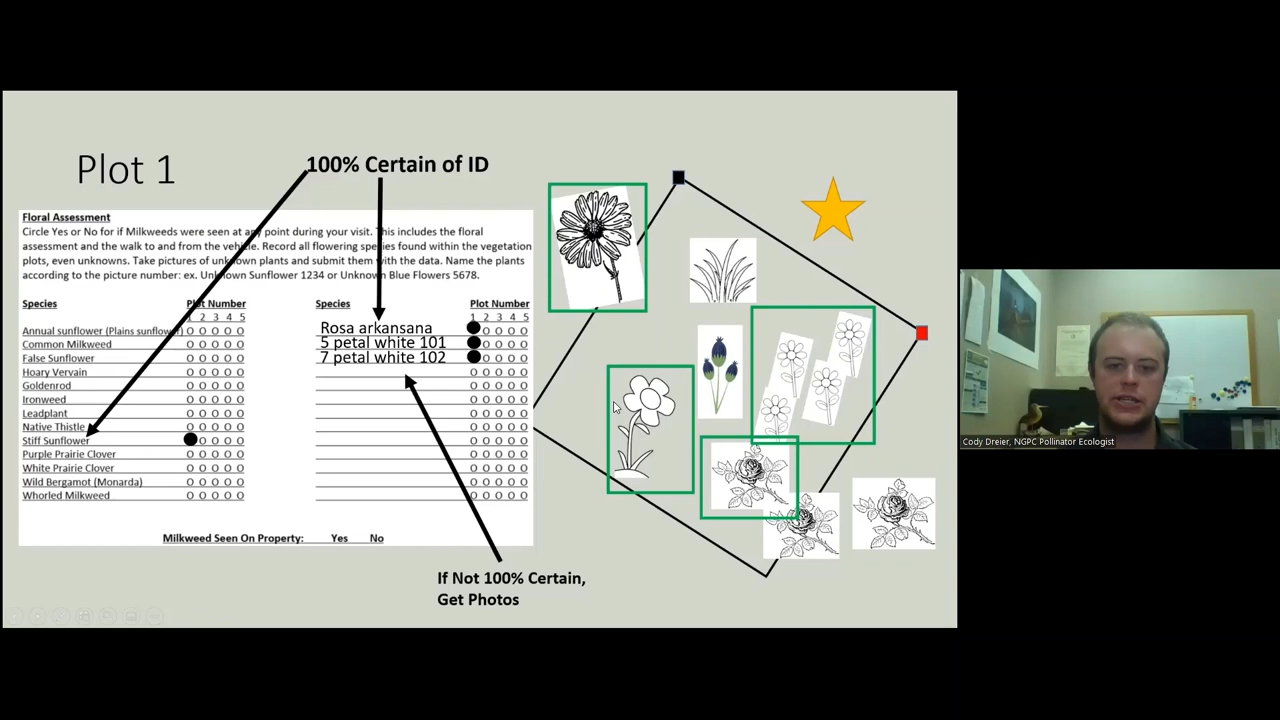 Plot 1
100% Certain of ID
Floral Assessment
Circle Yes or No for if Milkweeds were seen at any point during your visit. This includes the floral
assessment and the walk to and from the vehicle. Record all flowering species found within the vegetation
plots, even unknowns. Take pictures of unknown plants and submit them with the data. Name the plants
according to the picture number: ex. Unknown Sunflower 1234 or Unknown Blue Flowers 5678.
Species Plot Number Species Plot Number
1 2 3 4 5 1 2 3 4 5
Annual sunflower (Plains sunflower) O O O O O Rosa arkansana ● O O O O
Common Milkweed O O O O O 5 petal white 101 ● O O O O
False Sunflower O O O O O 7 petal white 102 ● O O O O
Hoary Vervain O O O O O O O O O O
Goldenrod O O O O O O O O O O
Ironweed O O O O O O O O O O
Leadplant O O O O O O O O O O
Native Thistle O O O O O O O O O O
Stiff Sunflower ● O O O O O O O O O
Purple Prairie Clover O O O O O O O O O O
White Prairie Clover O O O O O O O O O O
Wild Bergamot (Monarda) O O O O O O O O O O
Whorled Milkweed O O O O O O O O O O
Milkweed Seen On Property: Yes No
If Not 100% Certain,
Get Photos
Cody Dreier, NGPC Pollinator Ecologist